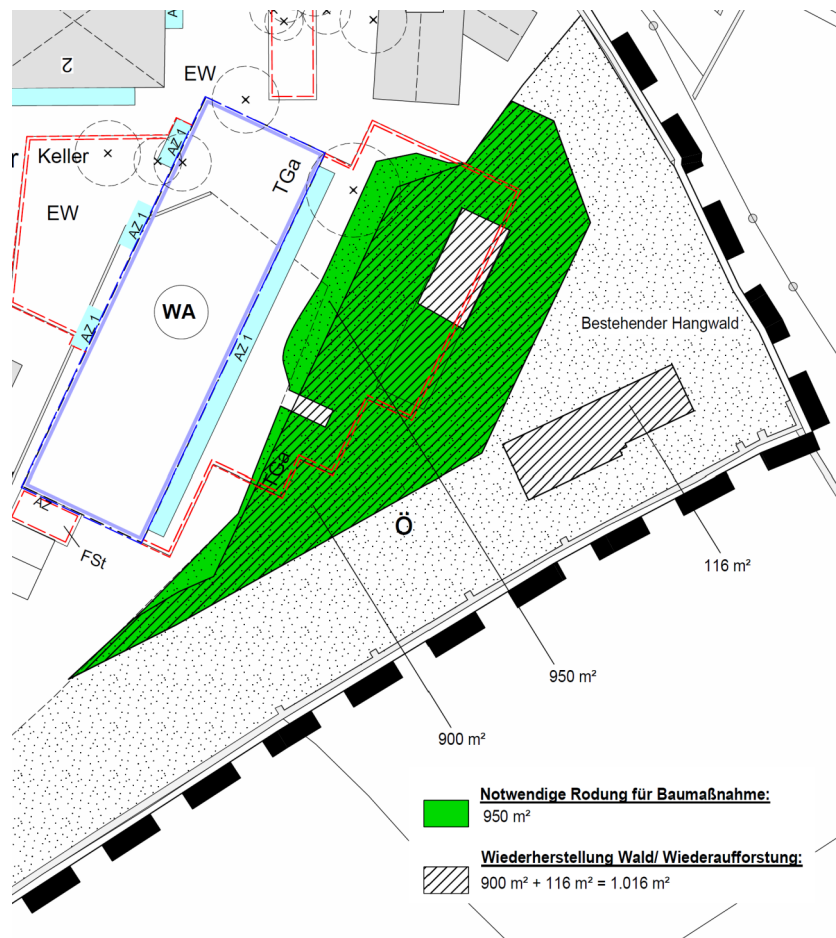 2
EW
AZ 1
r
Keller
TGa
EW
AZ 1
WA
AZ 1
AZ 1
Bestehender Hangwald
TGa
AZ
Ö
FSt
116 m²
950 m²
900 m²
Notwendige Rodung für Baumaßnahme:
950 m²
Wiederherstellung Wald/ Wiederaufforstung:
900 m² + 116 m² = 1.016 m²